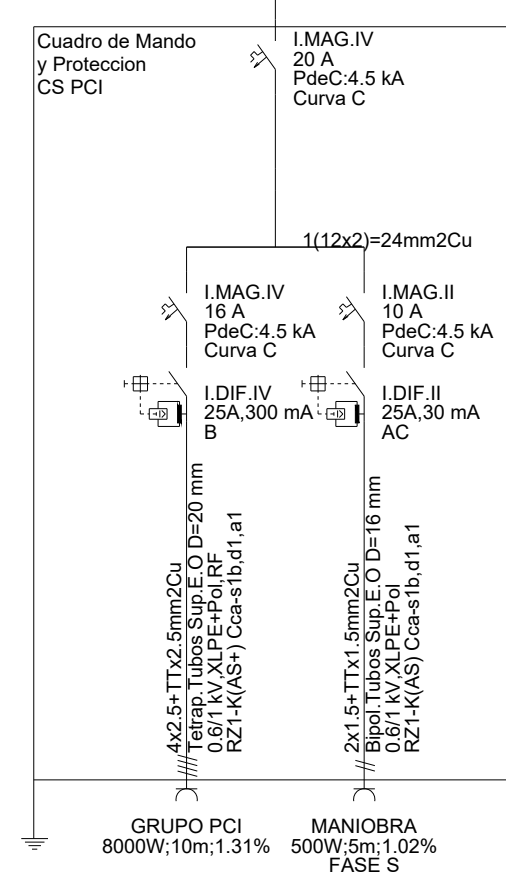 Cuadro de Mando
y Proteccion
CS PCI
I.MAG.IV
20 A
PdeC:4.5 kA
Curva C
1(12x2)=24mm2Cu
I.MAG.IV
16 A
PdeC:4.5 kA
Curva C
I.MAG.II
10 A
PdeC:4.5 kA
Curva C
I.DIF.IV
25A,300 mA
B
I.DIF.II
25A,30 mA
AC
4x2.5+TTx2.5mm2Cu
Tetrap.Tubos Sup.E.O D=20 mm
0.6/1 kV,XLPE+Pol,RF
RZ1-K(AS+) Cca-s1b,d1,a1
2x1.5+TTx1.5mm2Cu
Bipol.Tubos Sup.E.O D=16 mm
0.6/1 kV,XLPE+Pol
RZ1-K(AS) Cca-s1b,d1,a1
GRUPO PCI
8000W;10m;1.31%
MANIOBRA
500W;5m;1.02%
FASE S